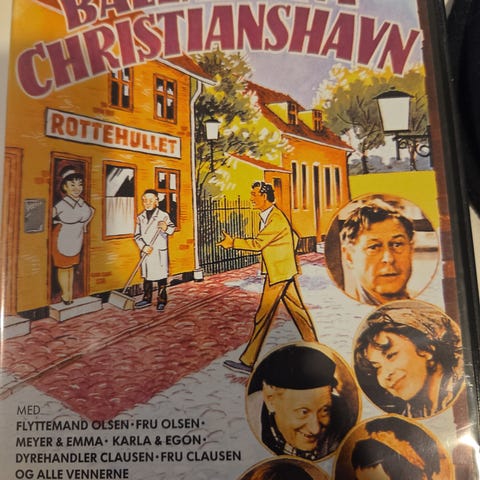 CHRISTIANSHAVN
ROTTEHULLET
MED
FLYTTEMAND OLSEN · FRU OLSEN ·
MEYER & EMMA · KARLA & EGON ·
DYREHANDLER CLAUSEN · FRU CLAUSEN
OG ALLE VENNERNE